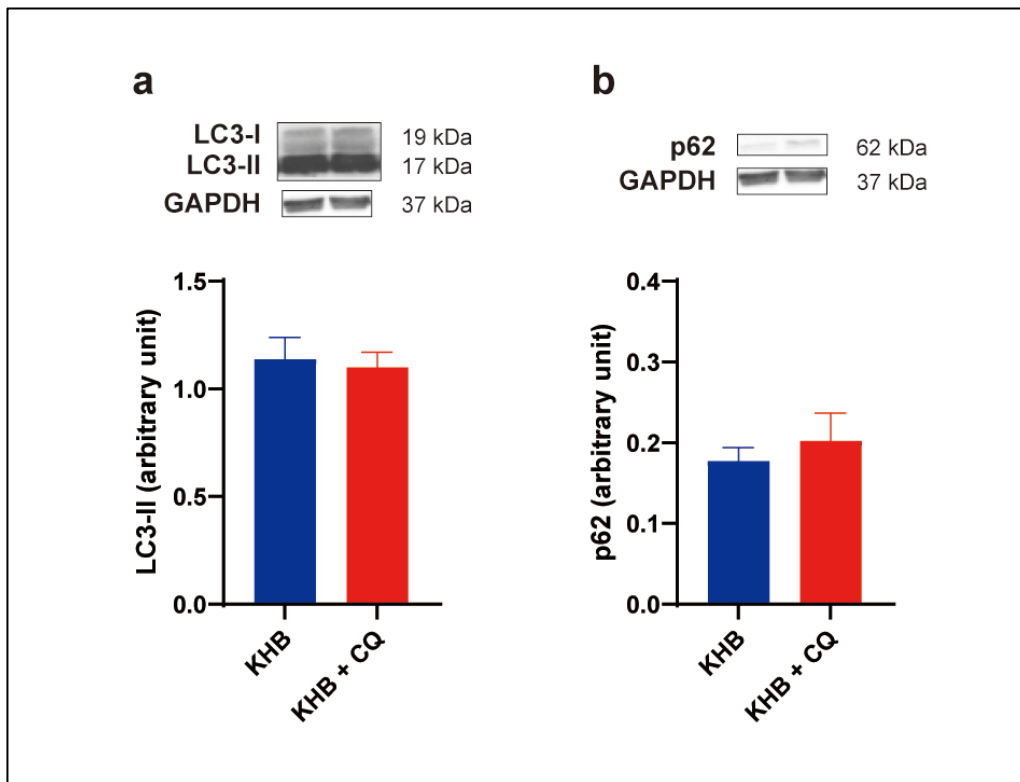 a
LC3-I 19 kDa
LC3-II 17 kDa
GAPDH 37 kDa
LC3-II (arbitrary unit)
1.5
1.0
0.5
0.0
KHB
KHB + CQ
b
p62 62 kDa
GAPDH 37 kDa
p62 (arbitrary unit)
0.4
0.3
0.2
0.1
0.0
KHB
KHB + CQ